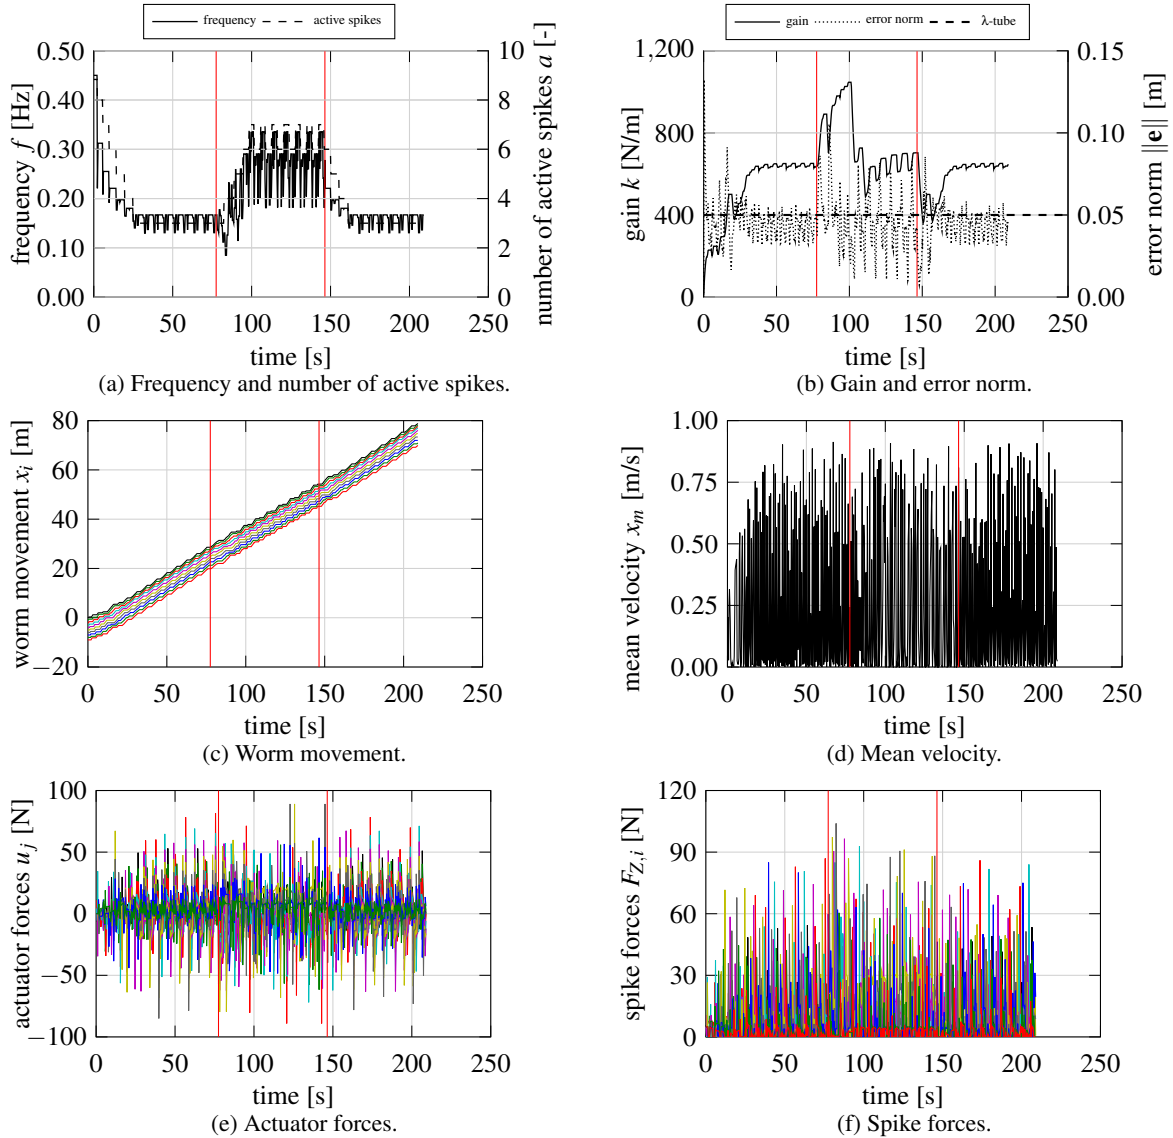 frequency active spikes
gain error norm λ-tube
0.50
0.40
0.30
0.20
0.10
0.00
frequency f [Hz]
10
8
6
4
2
0
number of active spikes a [-]
0 50 100 150 200 250
time [s]
(a) Frequency and number of active spikes.
1,200
800
600
400
0
gain k [N/m]
0.15
0.10
0.05
0.00
error norm ||e|| [m]
0 50 100 150 200 250
time [s]
(b) Gain and error norm.
80
60
40
20
0
−20
worm movement x_i [m]
0 50 100 150 200 250
time [s]
(c) Worm movement.
1.00
0.75
0.50
0.25
0.00
mean velocity x_m [m/s]
0 50 100 150 200 250
time [s]
(d) Mean velocity.
100
50
0
−50
−100
actuator forces u_j [N]
0 50 100 150 200 250
time [s]
(e) Actuator forces.
120
90
60
30
0
spike forces F_{Z,i} [N]
0 50 100 150 200 250
time [s]
(f) Spike forces.